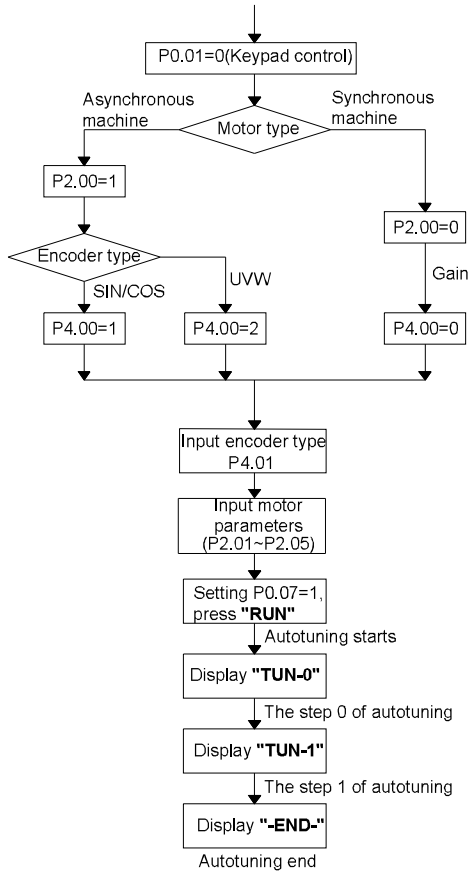 P0.01=0(Keypad control)
Asynchronous
machine
Synchronous
machine
Motor type
P2.00=1
P2.00=0
Encoder type
SIN/COS
UVW
Gain
P4.00=1
P4.00=2
P4.00=0
Input encoder type
P4.01
Input motor
parameters
(P2.01~P2.05)
Setting P0.07=1,
press "RUN"
Autotuning starts
Display "TUN-0"
The step 0 of autotuning
Display "TUN-1"
The step 1 of autotuning
Display "-END-"
Autotuning end